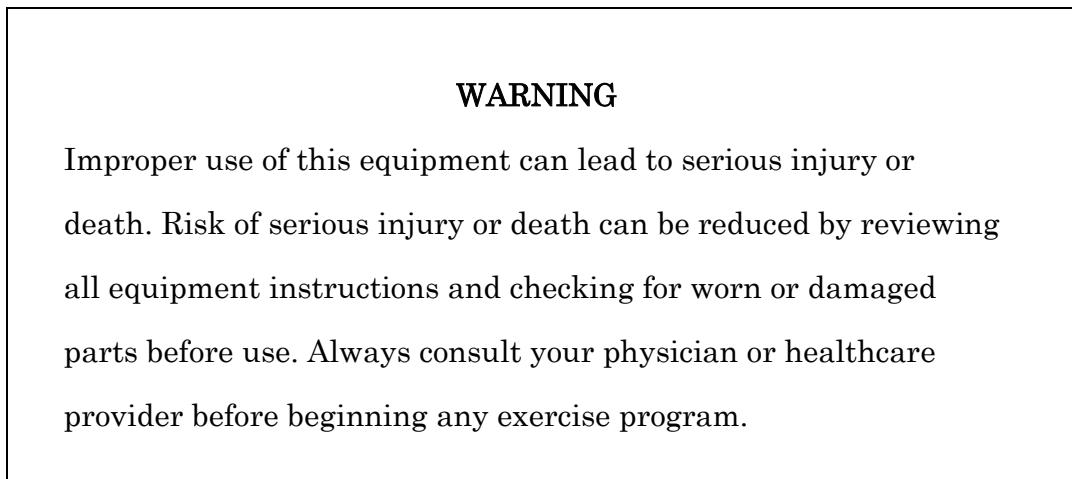 WARNING
Improper use of this equipment can lead to serious injury or
death. Risk of serious injury or death can be reduced by reviewing
all equipment instructions and checking for worn or damaged
parts before use. Always consult your physician or healthcare
provider before beginning any exercise program.